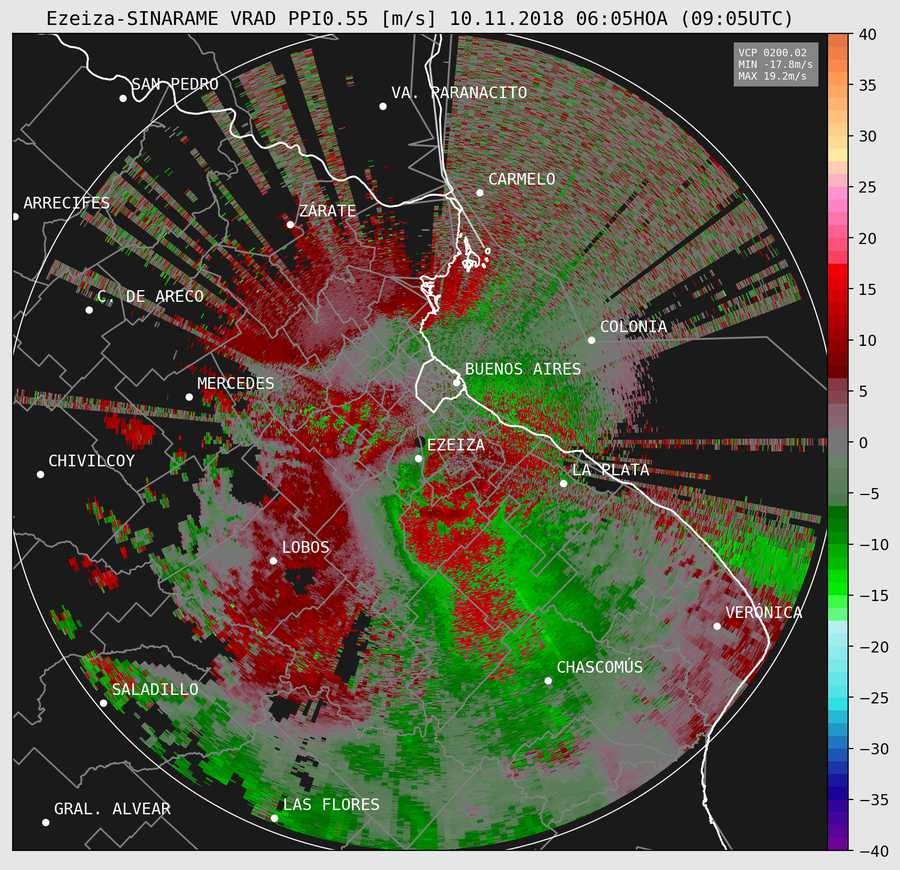 Ezeiza-SINARAME VRAD PPI0.55 [m/s] 10.11.2018 06:05HOA (09:05UTC)
VCP 0200.02
MIN -17.8m/s
MAX 19.2m/s
SAN PEDRO
VA. PARANACITO
CARMELO
ARRECIFES
ZÁRATE
C. DE ARECO
COLONIA
BUENOS AIRES
MERCEDES
EZEIZA
CHIVILCOY
LA PLATA
LOBOS
VERÓNICA
CHASCOMÚS
SALADILLO
LAS FLORES
GRAL. ALVEAR
40
35
30
25
20
15
10
5
0
−5
−10
−15
−20
−25
−30
−35
−40